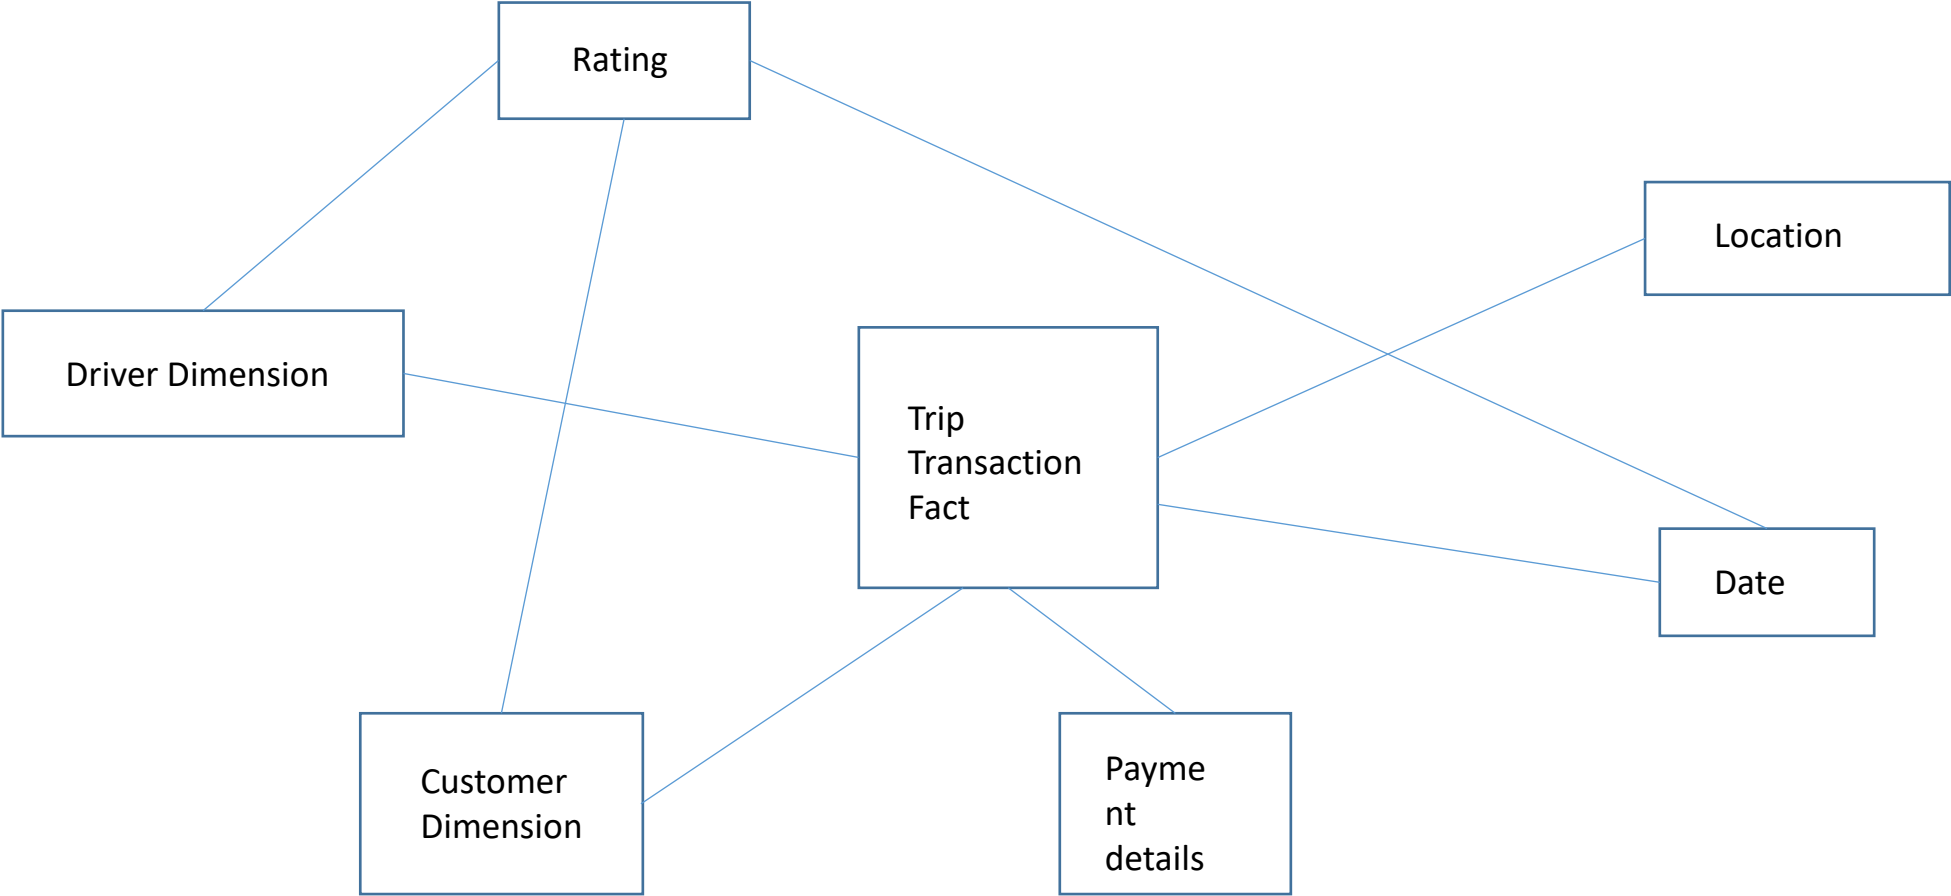 Rating
Location
Driver Dimension
Trip
Transaction
Fact
Date
Customer
Dimension
Payme
nt
details